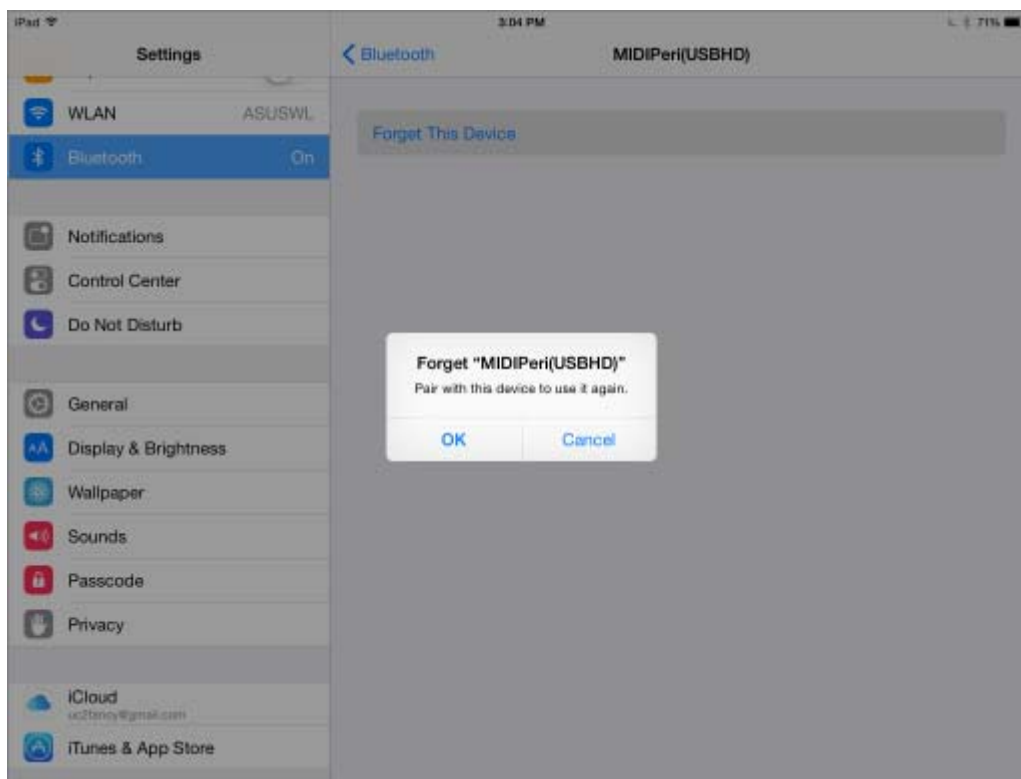 iPad
3:04 PM
71%
Settings
Bluetooth
MIDIPeri(USBHD)
WLAN
ASUSWL
Bluetooth
On
Forget This Device
Notifications
Control Center
Do Not Disturb
Forget “MIDIPeri(USBHD)”
Pair with this device to use it again.
OK
Cancel
General
Display & Brightness
Wallpaper
Sounds
Passcode
Privacy
iCloud
iTunes & App Store